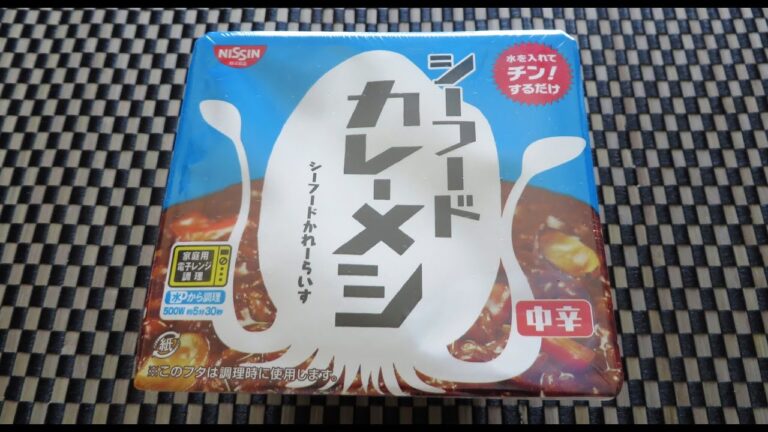 NISSIN
シーフード
カレーメシ
シーフードかれーらいす
水を入れて
チン!
するだけ
家庭用
電子レンジ
調理
水から調理
500W 約5分30秒
中辛
紙
※このフタは調理時に使用します。